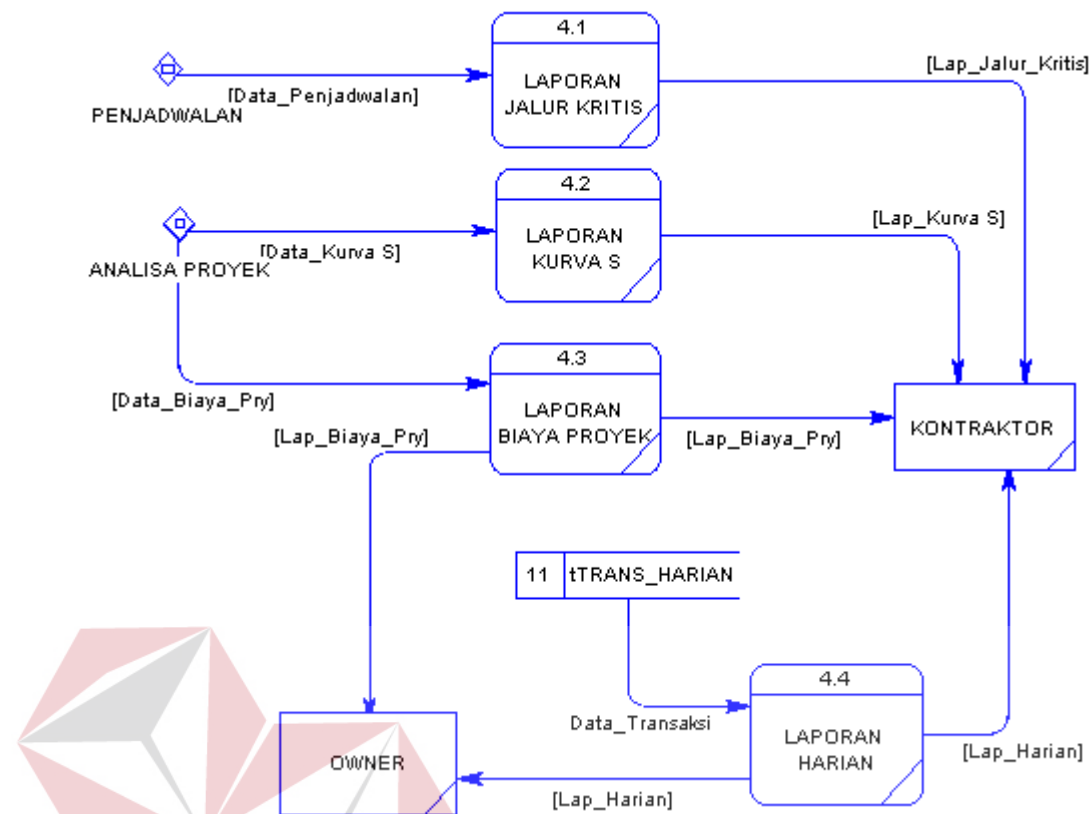 4.1
LAPORAN
JALUR KRITIS
[Data_Penjadwalan]
PENJADWALAN
[Lap_Jalur_Kritis]
4.2
LAPORAN
KURVA S
[Data_Kurva S]
ANALISA PROYEK
[Lap_Kurva S]
4.3
LAPORAN
BIAYA PROYEK
[Data_Biaya_Pry]
[Lap_Biaya_Pry]
[Lap_Biaya_Pry]
KONTRAKTOR
11 tTRANS_HARIAN
Data_Transaksi
4.4
LAPORAN
HARIAN
[Lap_Harian]
OWNER
[Lap_Harian]